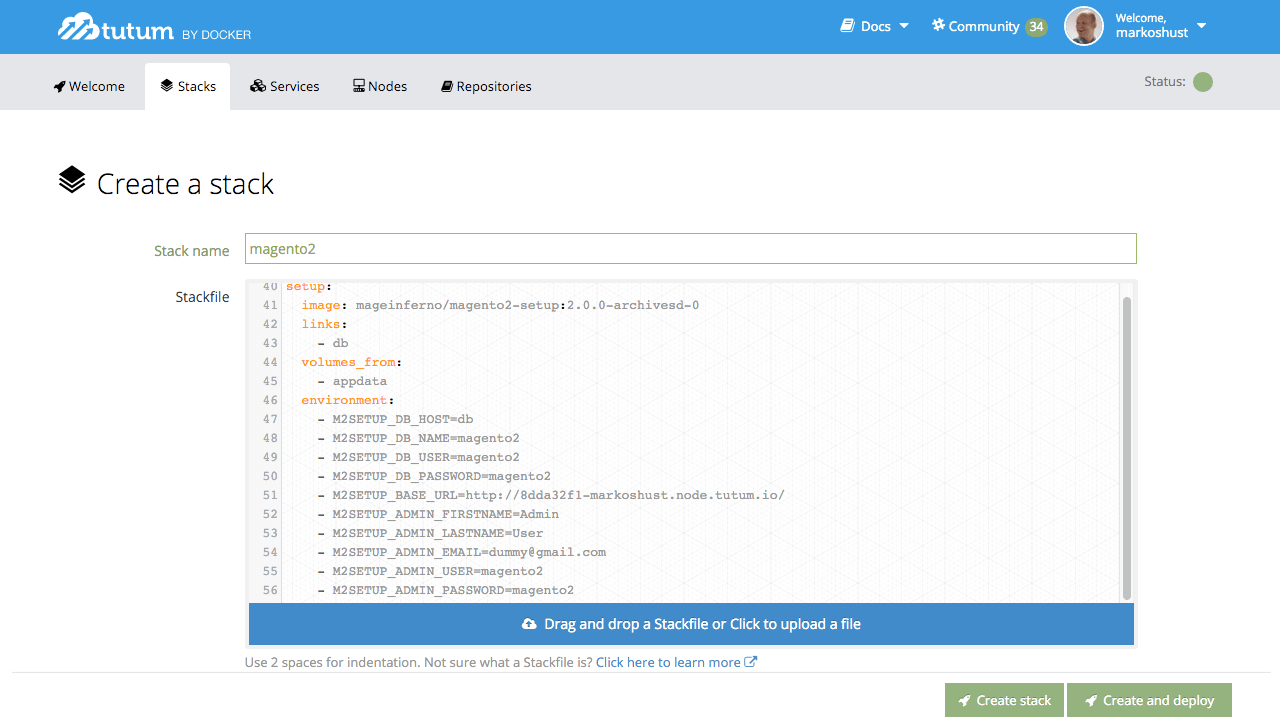 tutum BY DOCKER
Docs
Community 34
Welcome,
markoshust
Welcome
Stacks
Services
Nodes
Repositories
Status:
Create a stack
Stack name
magento2
Stackfile
40 setup:
41 image: mageinferno/magento2-setup:2.0.0-archivesd-0
42 links:
43 - db
44 volumes_from:
45 - appdata
46 environment:
47 - M2SETUP_DB_HOST=db
48 - M2SETUP_DB_NAME=magento2
49 - M2SETUP_DB_USER=magento2
50 - M2SETUP_DB_PASSWORD=magento2
51 - M2SETUP_BASE_URL=http://8dda32f1-markoshust.node.tutum.io/
52 - M2SETUP_ADMIN_FIRSTNAME=Admin
53 - M2SETUP_ADMIN_LASTNAME=User
54 - M2SETUP_ADMIN_EMAIL=dummy@gmail.com
55 - M2SETUP_ADMIN_USER=magento2
56 - M2SETUP_ADMIN_PASSWORD=magento2
Drag and drop a Stackfile or Click to upload a file
Use 2 spaces for indentation. Not sure what a Stackfile is? Click here to learn more
Create stack
Create and deploy